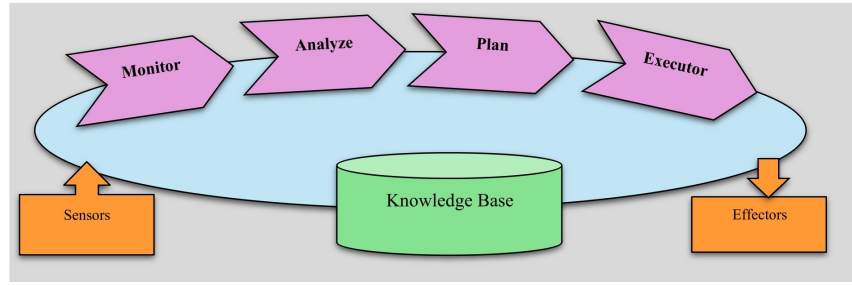 Monitor
Analyze
Plan
Executor
Sensors
Knowledge Base
Effectors